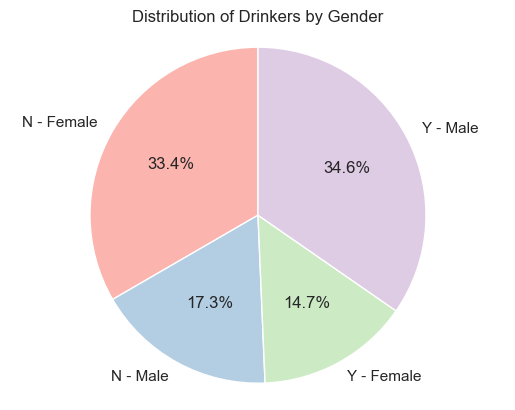 Distribution of Drinkers by Gender
N - Female
Y - Male
33.4%
34.6%
17.3%
14.7%
N - Male
Y - Female